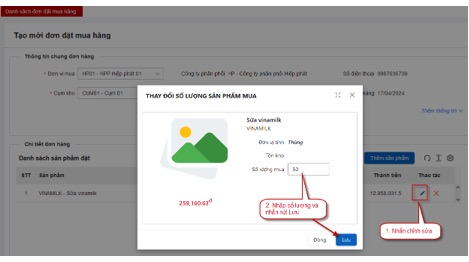 Danh sách đơn đặt mua hàng
Tạo mới đơn đặt mua hàng
Thông tin chung đơn hàng
* Đơn vị mua HP01 - NPP Hiệp phát 01
Công ty phân phối HP - Công ty phân phối Hiệp phát
Số điện thoại 0987636739
* Cụm kho CUM01 - Cụm 01
hàng 17/04/2024
Thêm thông tin
THAY ĐỔI SỐ LƯỢNG SẢN PHẨM MUA
Sữa vinamilk
VINAMILK
Đơn vị tính Thùng
Tồn kho
Số lượng mua 50
259,160.63đ
2. Nhập số lượng và
nhấn nút Lưu
Đóng
Lưu
Chi tiết đơn hàng
Danh sách sản phẩm đặt
Thêm sản phẩm
STT
Sản phẩm
Thành tiền
Thao tác
1
VINAMILK - Sữa vinamilk
12,958,031.5
1. Nhấn chỉnh sửa